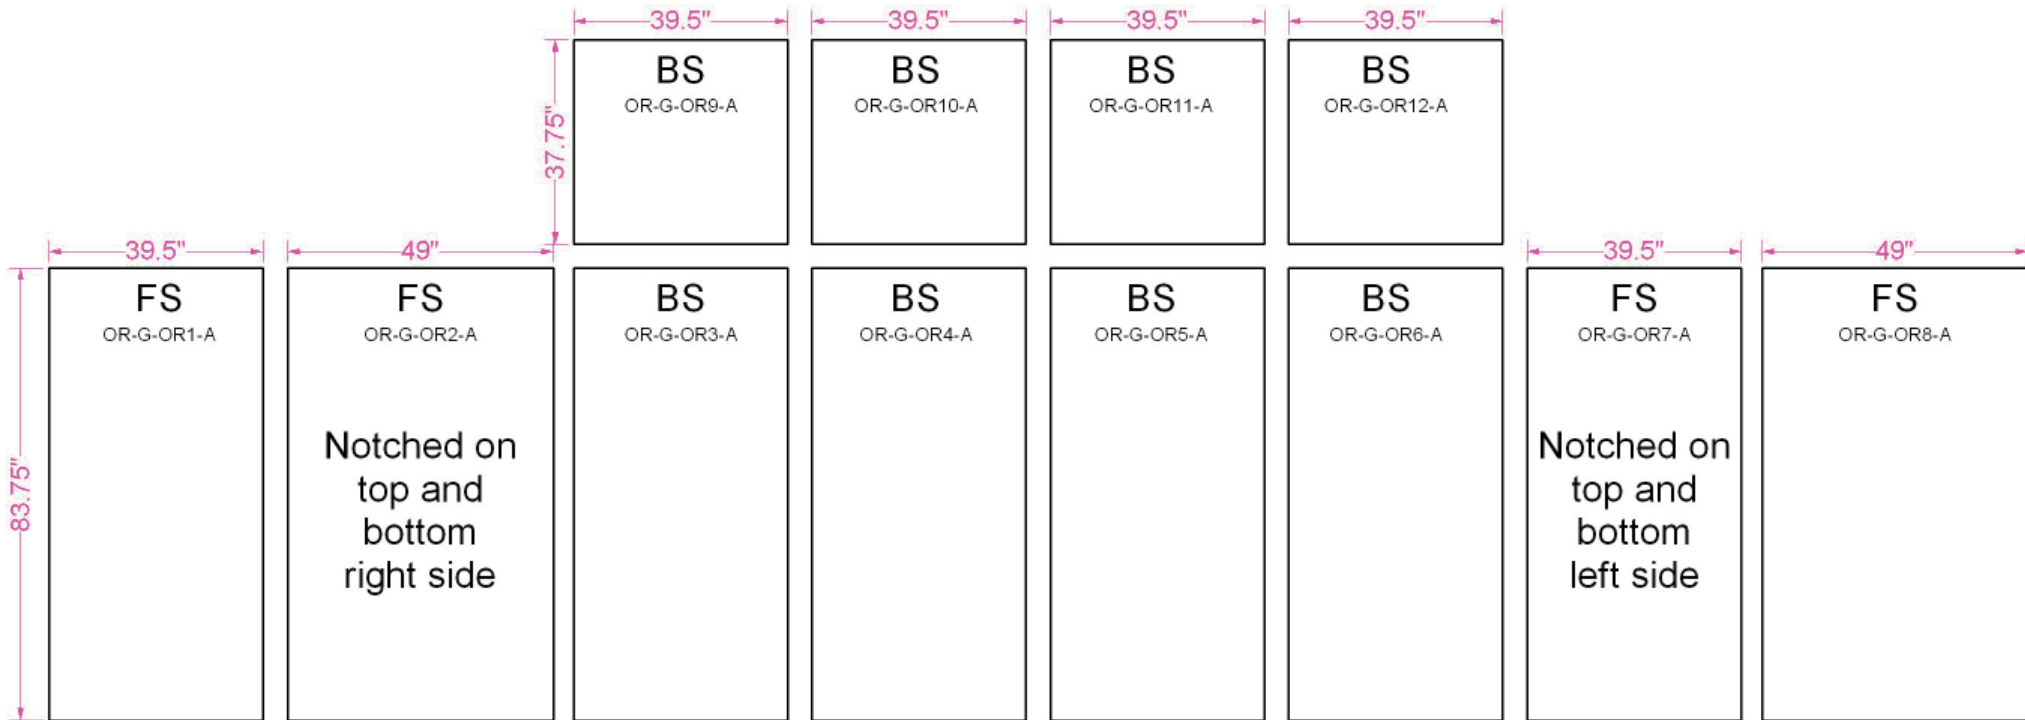 39.5" 39.5" 39.5" 39.5"
37.75"
BS BS BS BS
OR-G-OR9-A OR-G-OR10-A OR-G-OR11-A OR-G-OR12-A
39.5" 49" 39.5" 49"
83.75"
FS FS BS BS BS BS FS FS
OR-G-OR1-A OR-G-OR2-A OR-G-OR3-A OR-G-OR4-A OR-G-OR5-A OR-G-OR6-A OR-G-OR7-A OR-G-OR8-A
Notched on
top and
bottom
right side
Notched on
top and
bottom
left side